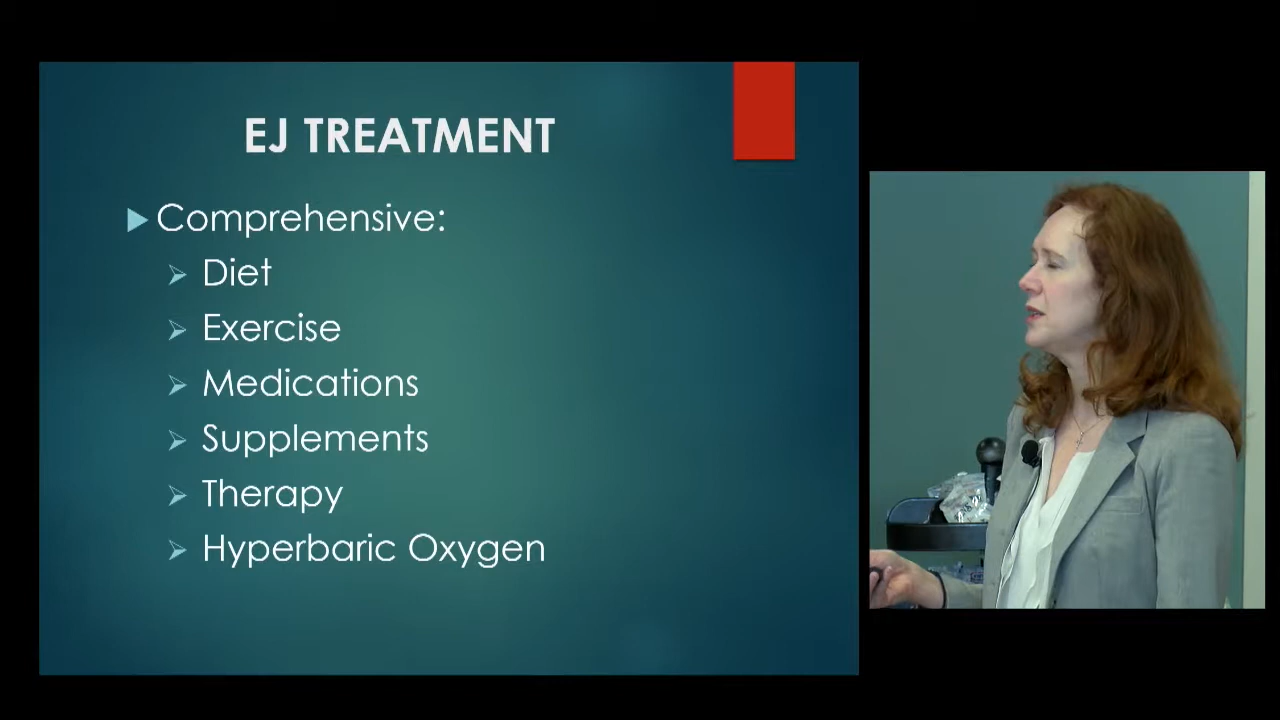 EJ TREATMENT
Comprehensive:
Diet
Exercise
Medications
Supplements
Therapy
Hyperbaric Oxygen